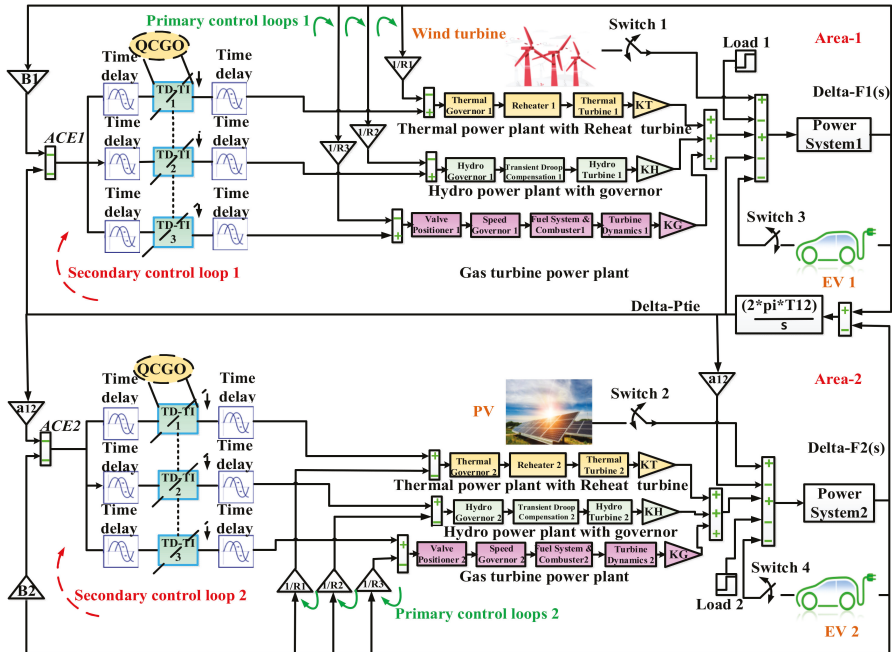 Primary control loops 1
Switch 1
Time
delay
QCGO
Time
delay
Wind turbine
Load 1
Area-1
B1
TD-TI
1
1/R1
Thermal
Governor 1
Reheater 1
Thermal
Turbine 1
KT
Delta-F1(s)
Thermal power plant with Reheat turbine
ACE1
Time
delay
TD-TI
2
Time
delay
1/R3
1/R2
Hydro
Governor 1
Transient Droop
Compensation 1
Hydro
Turbine 1
KH
Power
System1
Hydro power plant with governor
Time
delay
TD-TI
3
Time
delay
Valve
Positioner 1
Speed
Governor 1
Fuel System &
Combuster1
Turbine
Dynamics 1
KG
Switch 3
Secondary control loop 1
Gas turbine power plant
EV 1
Delta-Ptie
(2*pi*T12)
s
Time
delay
QCGO
Time
delay
a12
Area-2
a12
ACE2
TD-TI
1
PV
Switch 2
Delta-F2(s)
Thermal
Governor 2
Reheater 2
Thermal
Turbine 2
KT
Thermal power plant with Reheat turbine
Time
delay
TD-TI
2
Time
delay
Hydro
Governor 2
Transient Droop
Compensation 2
Hydro
Turbine 2
KH
Power
System2
Hydro power plant with governor
Time
delay
TD-TI
3
Time
delay
Valve
Positioner 2
Speed
Governor 2
Fuel System &
Combuster2
Turbine
Dynamics 2
KG
Gas turbine power plant
Switch 4
B2
Secondary control loop 2
1/R1
1/R2
1/R3
Primary control loops 2
Load 2
EV 2